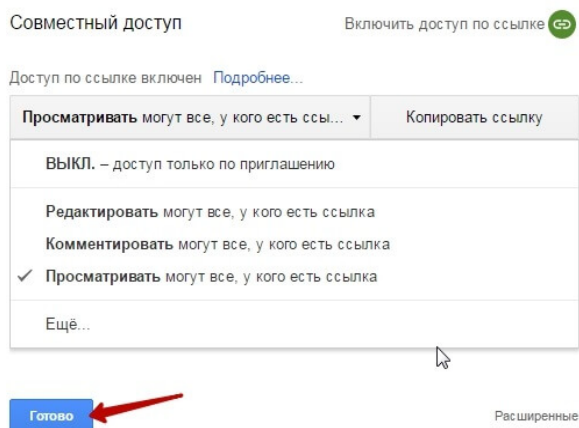 Совместный доступ Включить доступ по ссылке
Доступ по ссылке включен Подробнее...
Просматривать могут все, у кого есть ссы... Копировать ссылку
ВЫКЛ. – доступ только по приглашению
Редактировать могут все, у кого есть ссылка
Комментировать могут все, у кого есть ссылка
Просматривать могут все, у кого есть ссылка
Ещё...
Готово Расширенные